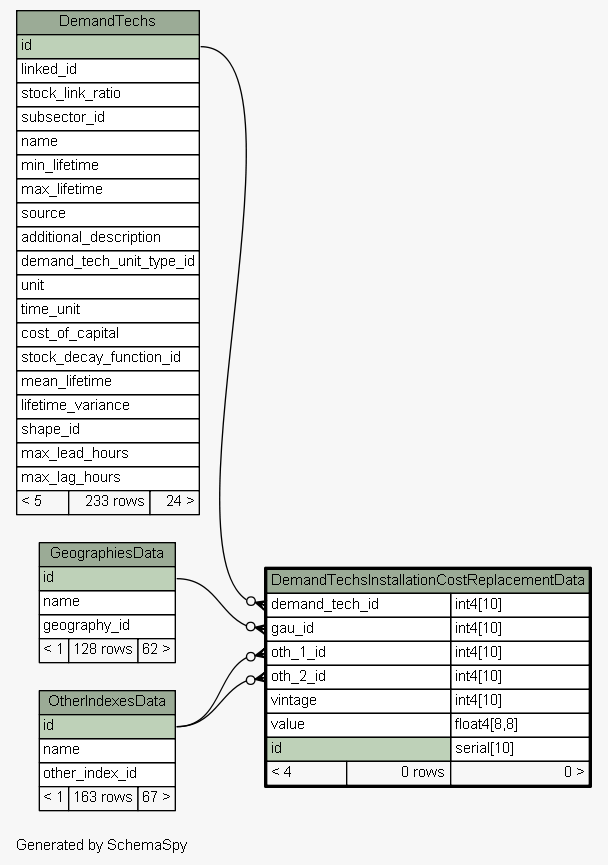 DemandTechs
id
linked_id
stock_link_ratio
subsector_id
name
min_lifetime
max_lifetime
source
additional_description
demand_tech_unit_type_id
unit
time_unit
cost_of_capital
stock_decay_function_id
mean_lifetime
lifetime_variance
shape_id
max_lead_hours
max_lag_hours
< 5 233 rows 24 >
GeographiesData
id
name
geography_id
< 1 128 rows 62 >
OtherIndexesData
id
name
other_index_id
< 1 163 rows 67 >
DemandTechsInstallationCostReplacementData
demand_tech_id int4[10]
gau_id int4[10]
oth_1_id int4[10]
oth_2_id int4[10]
vintage int4[10]
value float4[8,8]
id serial[10]
< 4 0 rows 0 >
Generated by SchemaSpy